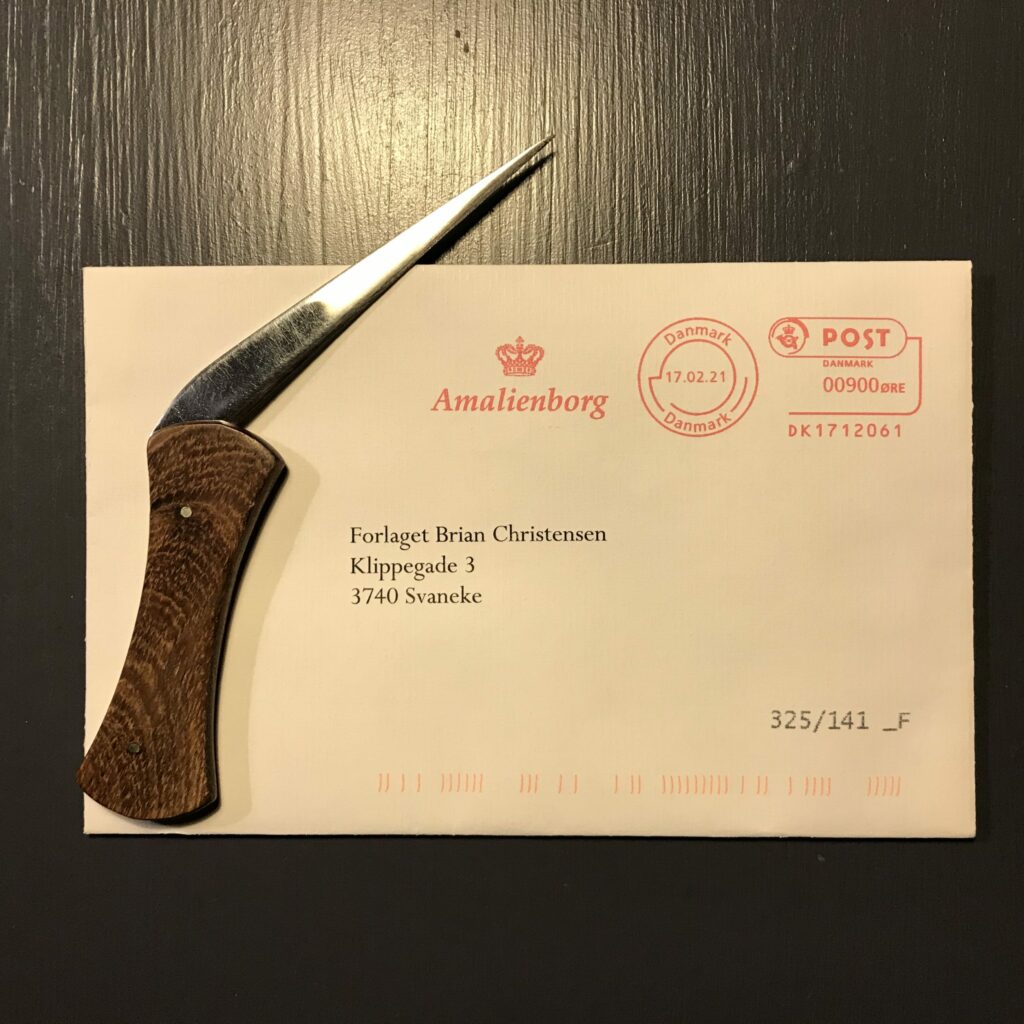 Amalienborg
Danmark
17.02.21
Danmark
POST
DANMARK
00900ØRE
DK1712061
Forlaget Brian Christensen
Klippegade 3
3740 Svaneke
325/141 _F